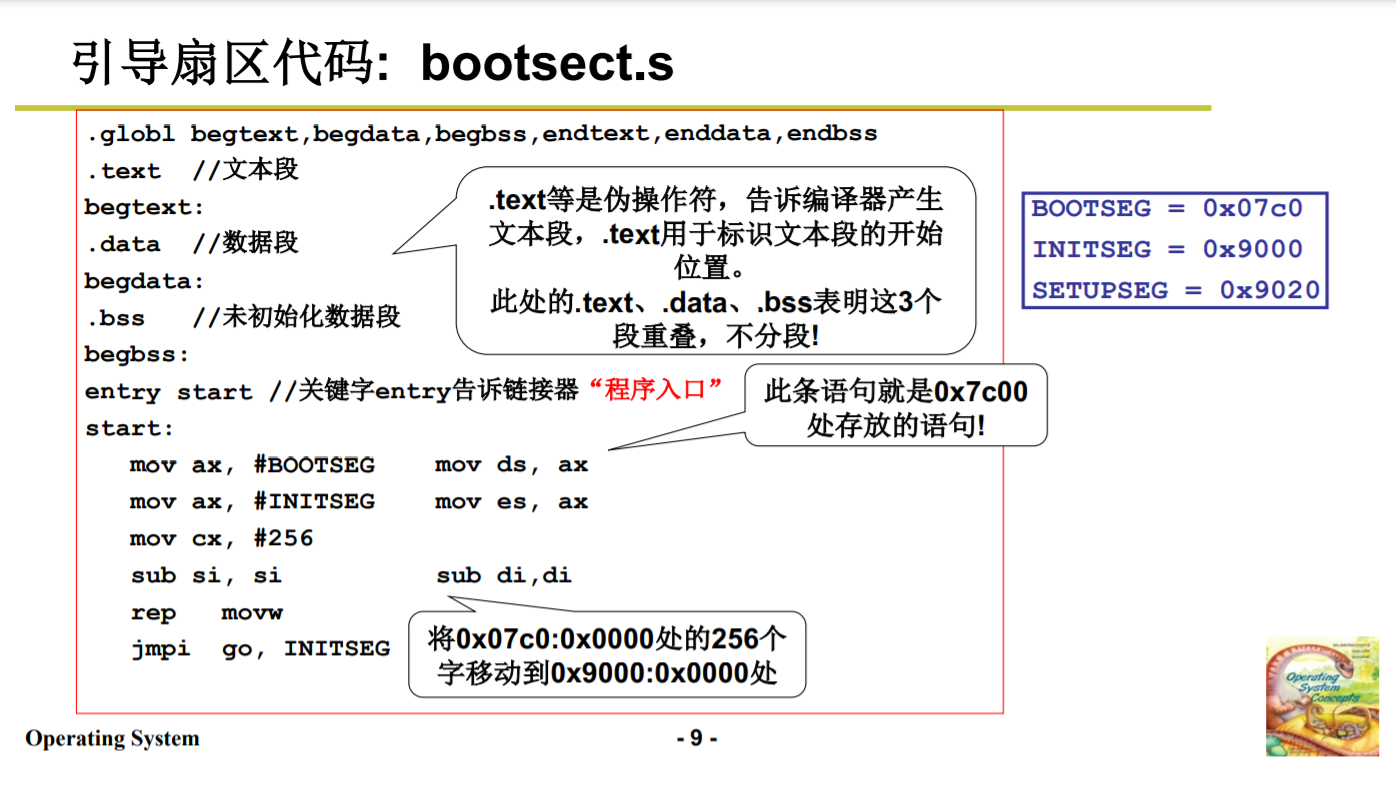 引导扇区代码: bootsect.s
.globl begtext,begdata,begbss,endtext,enddata,endbss
.text //文本段
begtext:
.data //数据段
begdata:
.bss //未初始化数据段
begbss:
entry start //关键字entry告诉链接器“程序入口”
start:
mov ax, #BOOTSEG mov ds, ax
mov ax, #INITSEG mov es, ax
mov cx, #256
sub si, si sub di,di
rep movw
jmpi go, INITSEG
.text等是伪操作符，告诉编译器产生
文本段，.text用于标识文本段的开始
位置。
此处的.text、.data、.bss表明这3个
段重叠，不分段!
此条语句就是0x7c00
处存放的语句!
将0x07c0:0x0000处的256个
字移动到0x9000:0x0000处
BOOTSEG = 0x07c0
INITSEG = 0x9000
SETUPSEG = 0x9020
Operating System
- 9 -
Operating
System
Concepts